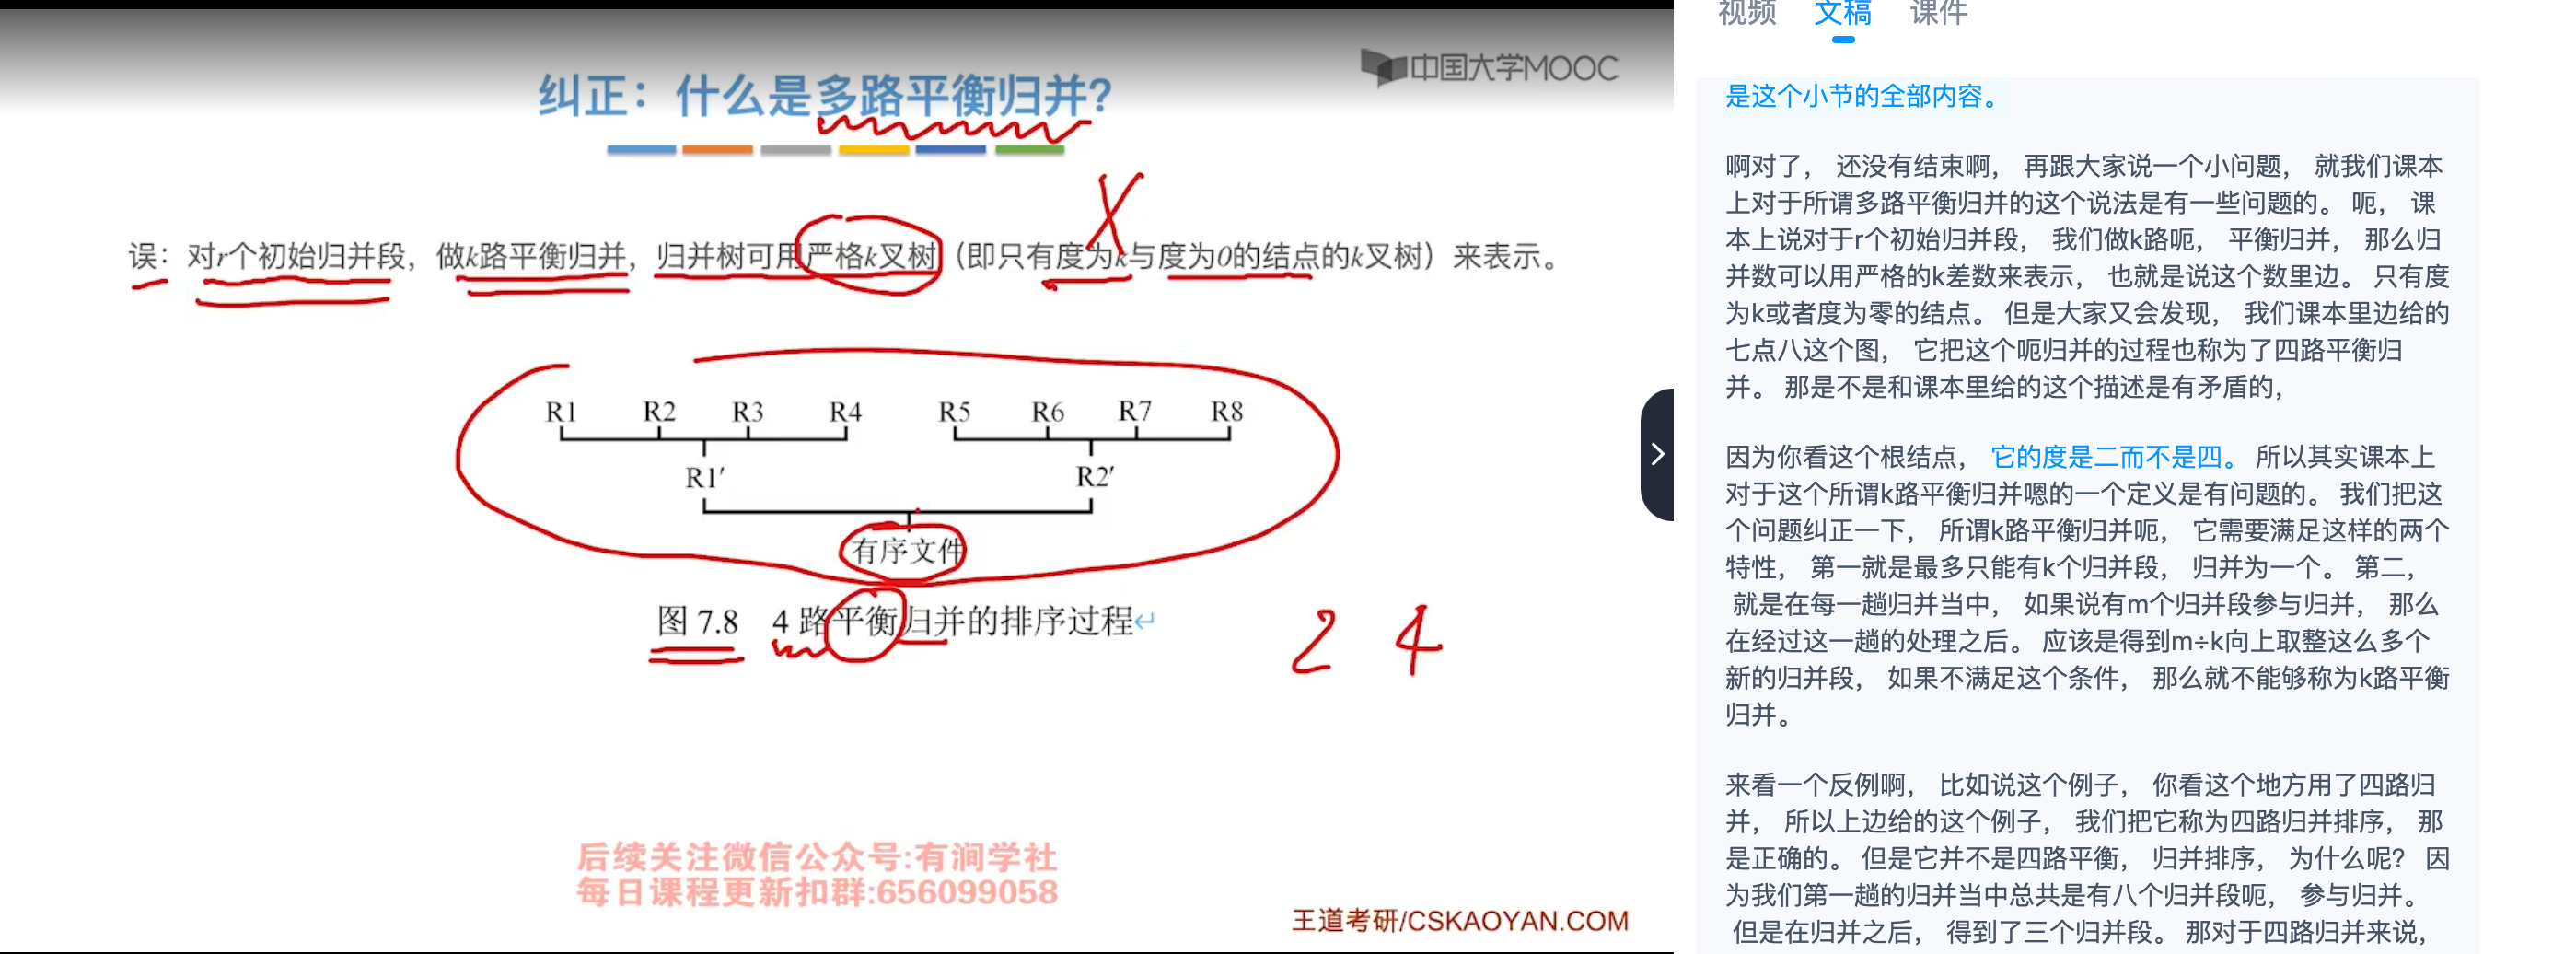 中国大学MOOC
纠正：什么是多路平衡归并？
X
误：对r个初始归并段，做k路平衡归并，归并树可用严格k叉树（即只有度为k与度为0的结点的k叉树）来表示。
R1 R2 R3 R4 R5 R6 R7 R8
R1′ R2′
有序文件
图 7.8 4 路平衡归并的排序过程↵
2 4
后续关注微信公众号:有涧学社
每日课程更新扣群:656099058
王道考研/CSKAOYAN.COM
视频 文稿 课件
是这个小节的全部内容。
啊对了， 还没有结束啊， 再跟大家说一个小问题， 就我们课本
上对于所谓多路平衡归并的这个说法是有一些问题的。 呃， 课
本上说对于r个初始归并段， 我们做k路呃， 平衡归并， 那么归
并数可以用严格的k差数来表示， 也就是说这个数里边。 只有度
为k或者度为零的结点。 但是大家又会发现， 我们课本里边给的
七点八这个图， 它把这个呃归并的过程也称为了四路平衡归
并。 那是不是和课本里给的这个描述是有矛盾的，
因为你看这个根结点， 它的度是二而不是四。 所以其实课本上
对于这个所谓k路平衡归并嗯的一个定义是有问题的。 我们把这
个问题纠正一下， 所谓k路平衡归并呃， 它需要满足这样的两个
特性， 第一就是最多只能有k个归并段， 归并为一个。 第二，
就是在每一趟归并当中， 如果说有m个归并段参与归并， 那么
在经过这一趟的处理之后。 应该是得到m÷k向上取整这么多个
新的归并段， 如果不满足这个条件， 那么就不能够称为k路平衡
归并。
来看一个反例啊， 比如说这个例子， 你看这个地方用了四路归
并， 所以上边给的这个例子， 我们把它称为四路归并排序， 那
是正确的。 但是它并不是四路平衡， 归并排序， 为什么呢？ 因
为我们第一趟的归并当中总共是有八个归并段呃， 参与归并。
但是在归并之后， 得到了三个归并段。 那对于四路归并来说，